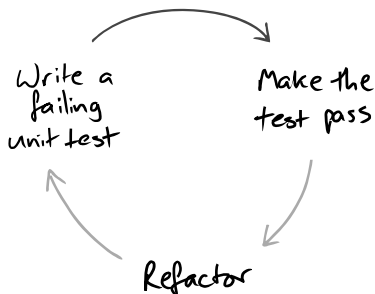 Write a
failing
unit test
Make the
test pass
Refactor